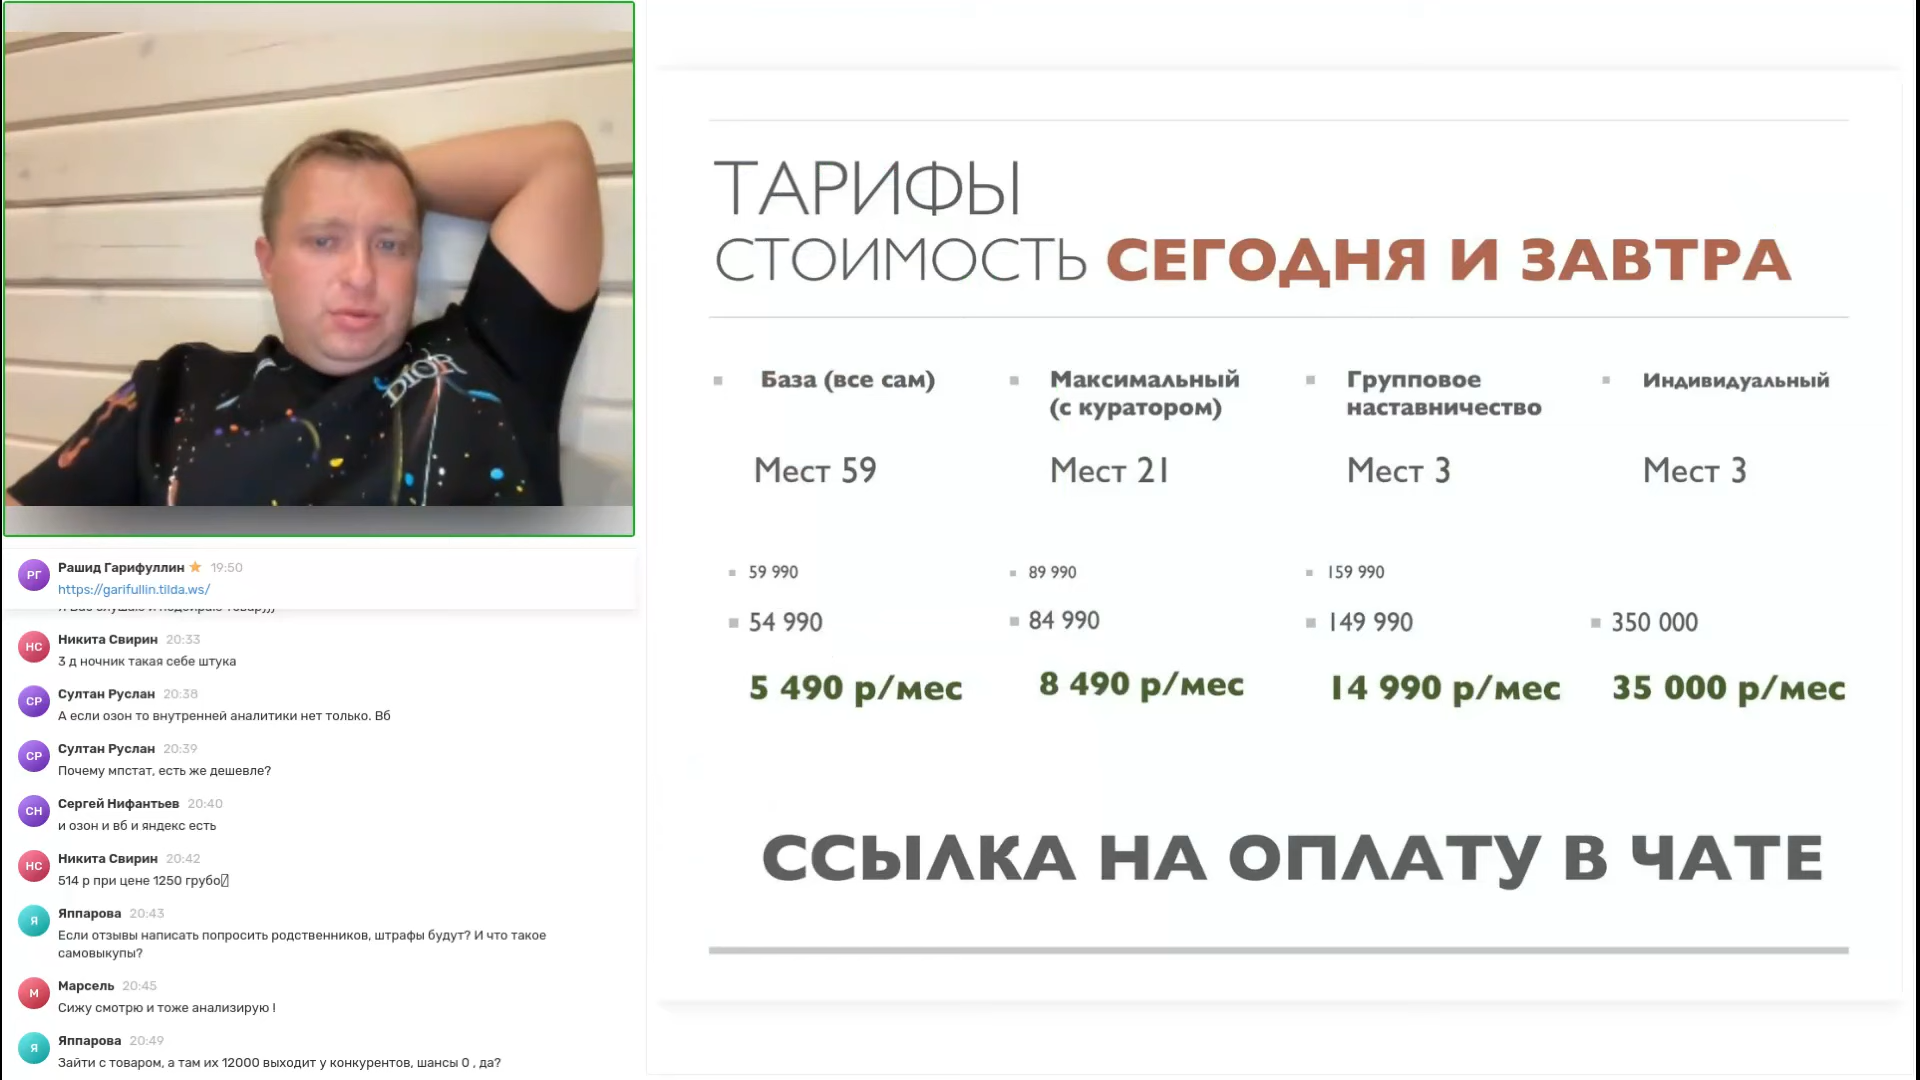 DIOR
РГ
Рашид Гарифуллин 19:50
https://garifullin.tilda.ws/
НС
Никита Свирин 20:33
3 д ночник такая себе штука
СР
Султан Руслан 20:38
А если озон то внутренней аналитики нет только. Вб
СР
Султан Руслан 20:39
Почему мпстат, есть же дешевле?
СН
Сергей Нифантьев 20:40
и озон и вб и яндекс есть
НС
Никита Свирин 20:42
514 р при цене 1250 грубо
Я
Яппарова 20:43
Если отзывы написать попросить родственников, штрафы будут? И что такое
самовыкупы?
М
Марсель 20:45
Сижу смотрю и тоже анализирую !
Я
Яппарова 20:49
Зайти с товаром, а там их 12000 выходит у конкурентов, шансы 0 , да?
ТАРИФЫ
СТОИМОСТЬ СЕГОДНЯ И ЗАВТРА
База (все сам)
Мест 59
59 990
54 990
5 490 р/мес
Максимальный
(с куратором)
Мест 21
89 990
84 990
8 490 р/мес
Групповое
наставничество
Мест 3
159 990
149 990
14 990 р/мес
Индивидуальный
Мест 3
350 000
35 000 р/мес
ССЫЛКА НА ОПЛАТУ В ЧАТЕ